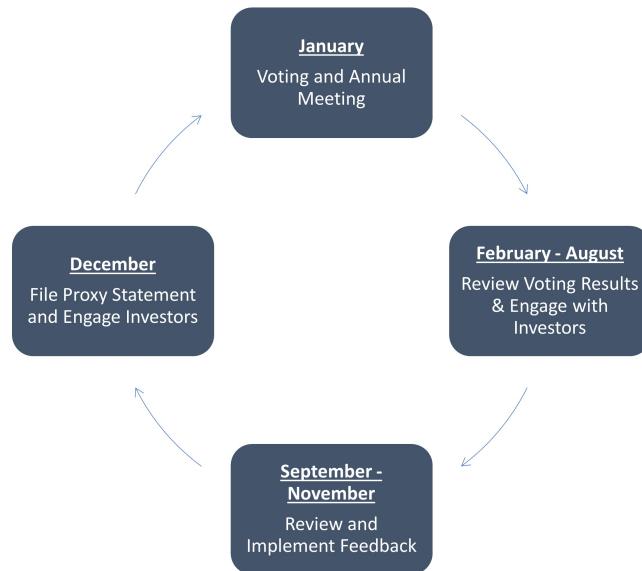 January
Voting and Annual
Meeting
February - August
Review Voting Results
& Engage with
Investors
September -
November
Review and
Implement Feedback
December
File Proxy Statement
and Engage Investors